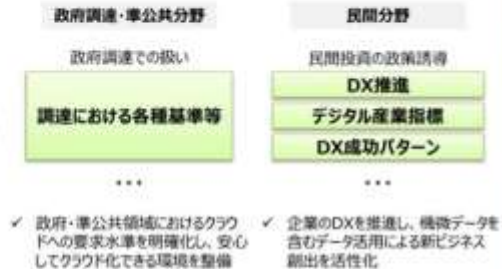 政府調達・準公共分野
政府調達での扱い
調達における各種基準等
…
✓ 政府・準公共領域におけるクラウ
ドへの要求水準を明確化し、安心
してクラウド化できる環境を整備
民間分野
民間投資の政策誘導
DX推進
デジタル産業指標
DX成功パターン
…
✓ 企業のDXを推進し、機微データを
含むデータ活用による新ビジネス
創出を活性化